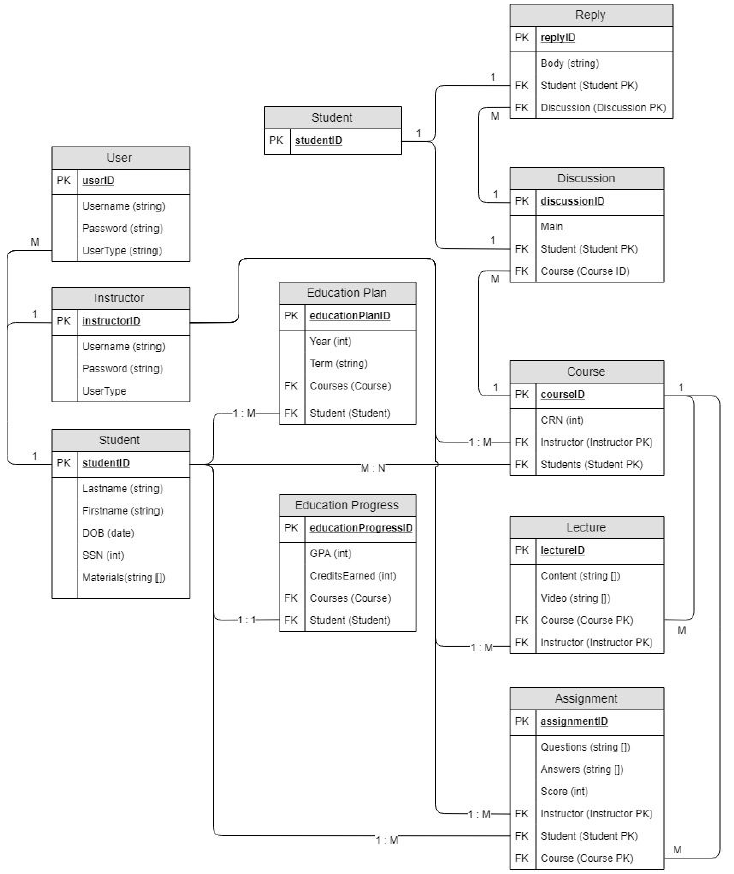 Reply
PK replyID
Body (string)
FK Student (Student PK)
FK Discussion (Discussion PK)
1
M
Student
PK studentID
1
User
PK userID
Username (string)
Password (string)
UserType (string)
M
Discussion
PK discussionID
Main
FK Student (Student PK)
FK Course (Course ID)
1
1
M
Instructor
PK instructorID
Username (string)
Password (string)
UserType
1
Education Plan
PK educationPlanID
Year (int)
Term (string)
FK Courses (Course)
FK Student (Student)
1 : M
Course
PK courseID
CRN (int)
FK Instructor (Instructor PK)
FK Students (Student PK)
1
1
1 : M
M : N
Student
PK studentID
Lastname (string)
Firstname (string)
DOB (date)
SSN (int)
Materials(string [])
1
Education Progress
PK educationProgressID
GPA (int)
CreditsEarned (int)
FK Courses (Course)
FK Student (Student)
1 : 1
Lecture
PK lectureID
Content (string [])
Video (string [])
FK Course (Course PK)
FK Instructor (Instructor PK)
M
1 : M
Assignment
PK assignmentID
Questions (string [])
Answers (string [])
Score (int)
FK Instructor (Instructor PK)
FK Student (Student PK)
FK Course (Course PK)
1 : M
1 : M
M